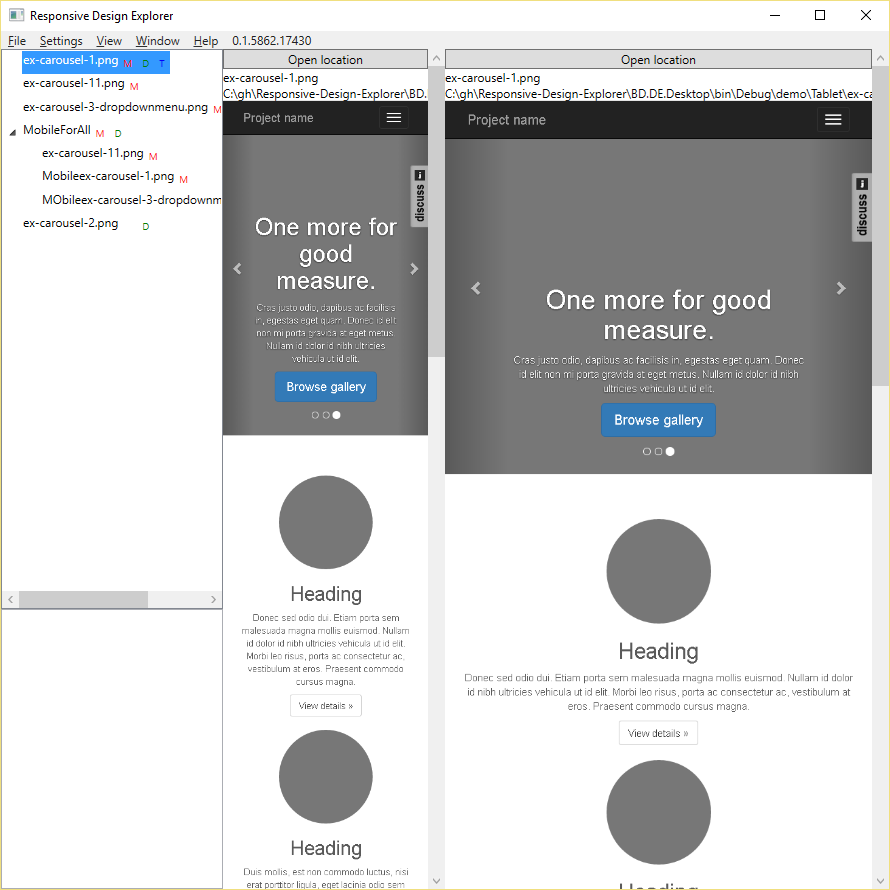 Responsive Design Explorer
File Settings View Window Help 0.1.5862.17430
ex-carousel-1.png M D T
ex-carousel-11.png M
ex-carousel-3-dropdownmenu.png M
MobileForAll M D
ex-carousel-11.png M
Mobileex-carousel-1.png M
MObileex-carousel-3-dropdownm
ex-carousel-2.png D
Open location
ex-carousel-1.png
C:\gh\Responsive-Design-Explorer\BD.
Project name
discuss
One more for
good
measure.
Cras justo odio, dapibus ac facilisis
in, egestas eget quam. Donec id elit
non mi porta gravida at eget metus.
Nullam id dolor id nibh ultricies
vehicula ut id elit.
Browse gallery
Heading
Donec sed odio dui. Etiam porta sem
malesuada magna mollis euismod. Nullam
id dolor id nibh ultricies vehicula ut id elit.
Morbi leo risus, porta ac consectetur ac,
vestibulum at eros. Praesent commodo
cursus magna.
View details »
Heading
Duis mollis, est non commodo luctus, nisi
erat porttitor ligula, eget lacinia odio sem
Open location
ex-carousel-1.png
C:\gh\Responsive-Design-Explorer\BD.DE.Desktop\bin\Debug\demo\Tablet\ex-ca
Project name
discuss
One more for good
measure.
Cras justo odio, dapibus ac facilisis in, egestas eget quam. Donec
id elit non mi porta gravida at eget metus. Nullam id dolor id nibh
ultricies vehicula ut id elit.
Browse gallery
Heading
Donec sed odio dui. Etiam porta sem malesuada magna mollis euismod. Nullam id dolor
id nibh ultricies vehicula ut id elit. Morbi leo risus, porta ac consectetur ac, vestibulum at
eros. Praesent commodo cursus magna.
View details »
Heading